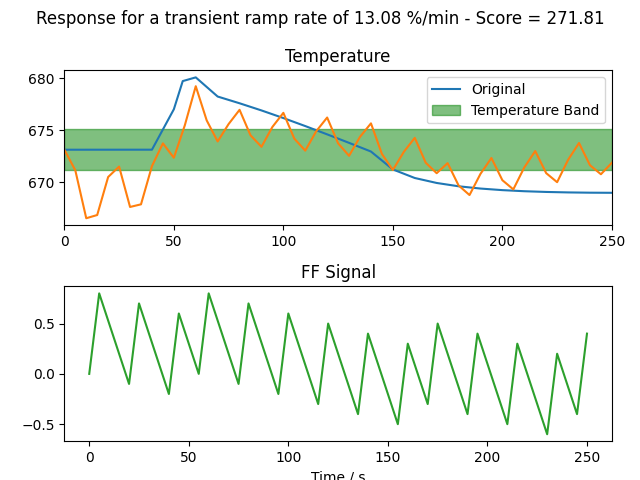 Response for a transient ramp rate of 13.08 %/min - Score = 271.81
Temperature
680
675
670
Original
Temperature Band
0 50 100 150 200 250
FF Signal
0.5
0.0
−0.5
0 50 100 150 200 250
Time / s